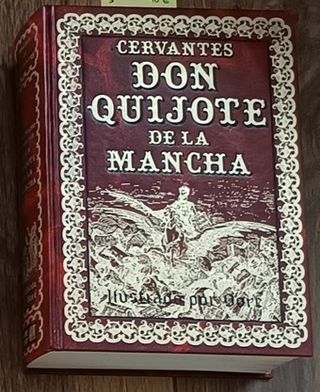 CERVANTES
DON
QUIJOTE
DE LA
MANCHA
Ilustrado por Doré